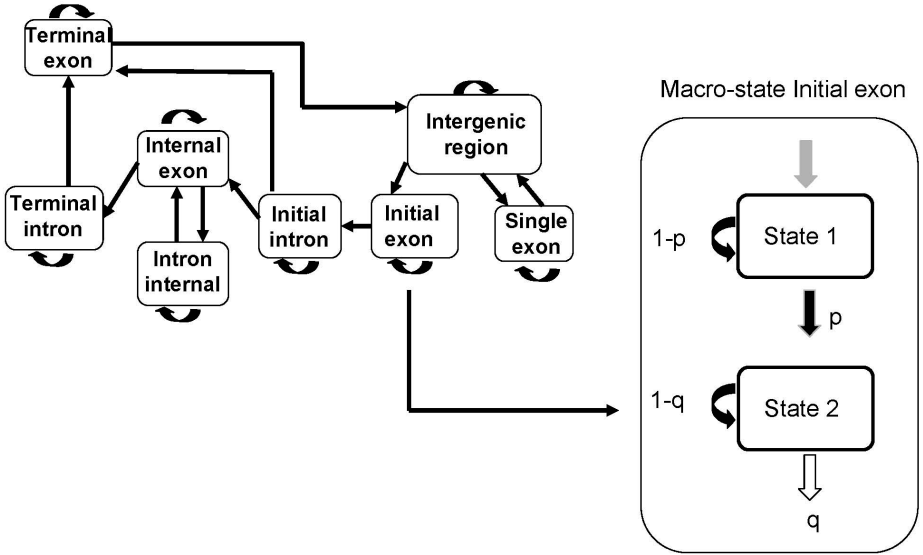 Terminal
exon
Macro-state Initial exon
Intergenic
region
Internal
exon
Terminal
intron
Initial
intron
Initial
exon
Single
exon
Intron
internal
1-p
State 1
p
1-q
State 2
q